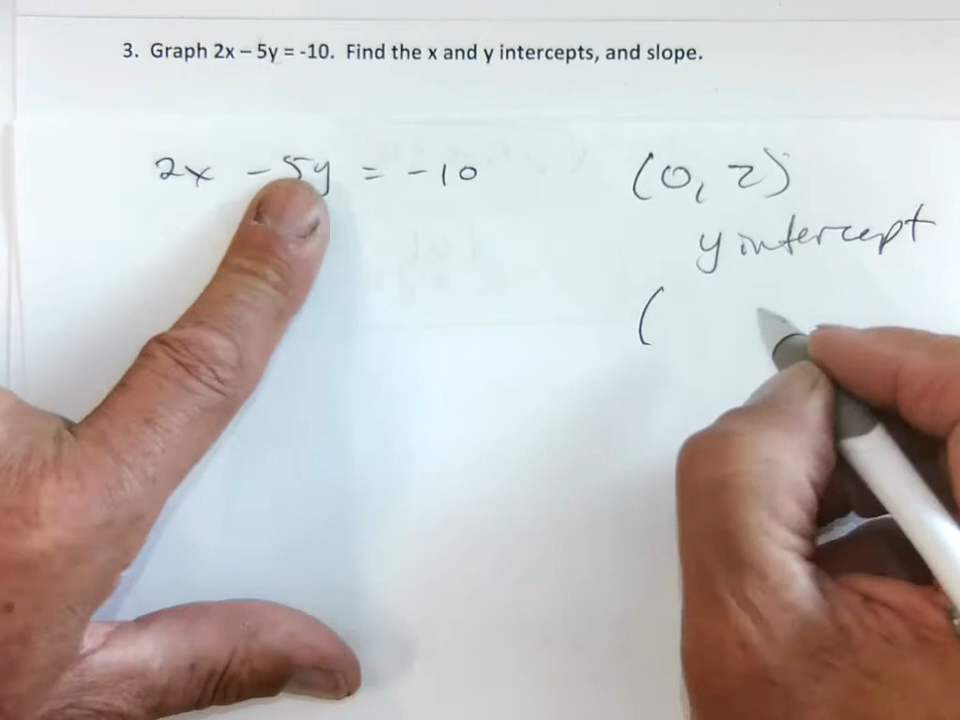 3. Graph 2x – 5y = -10. Find the x and y intercepts, and slope.
2x - 5y = -10
(0, 2)
y intercept
(